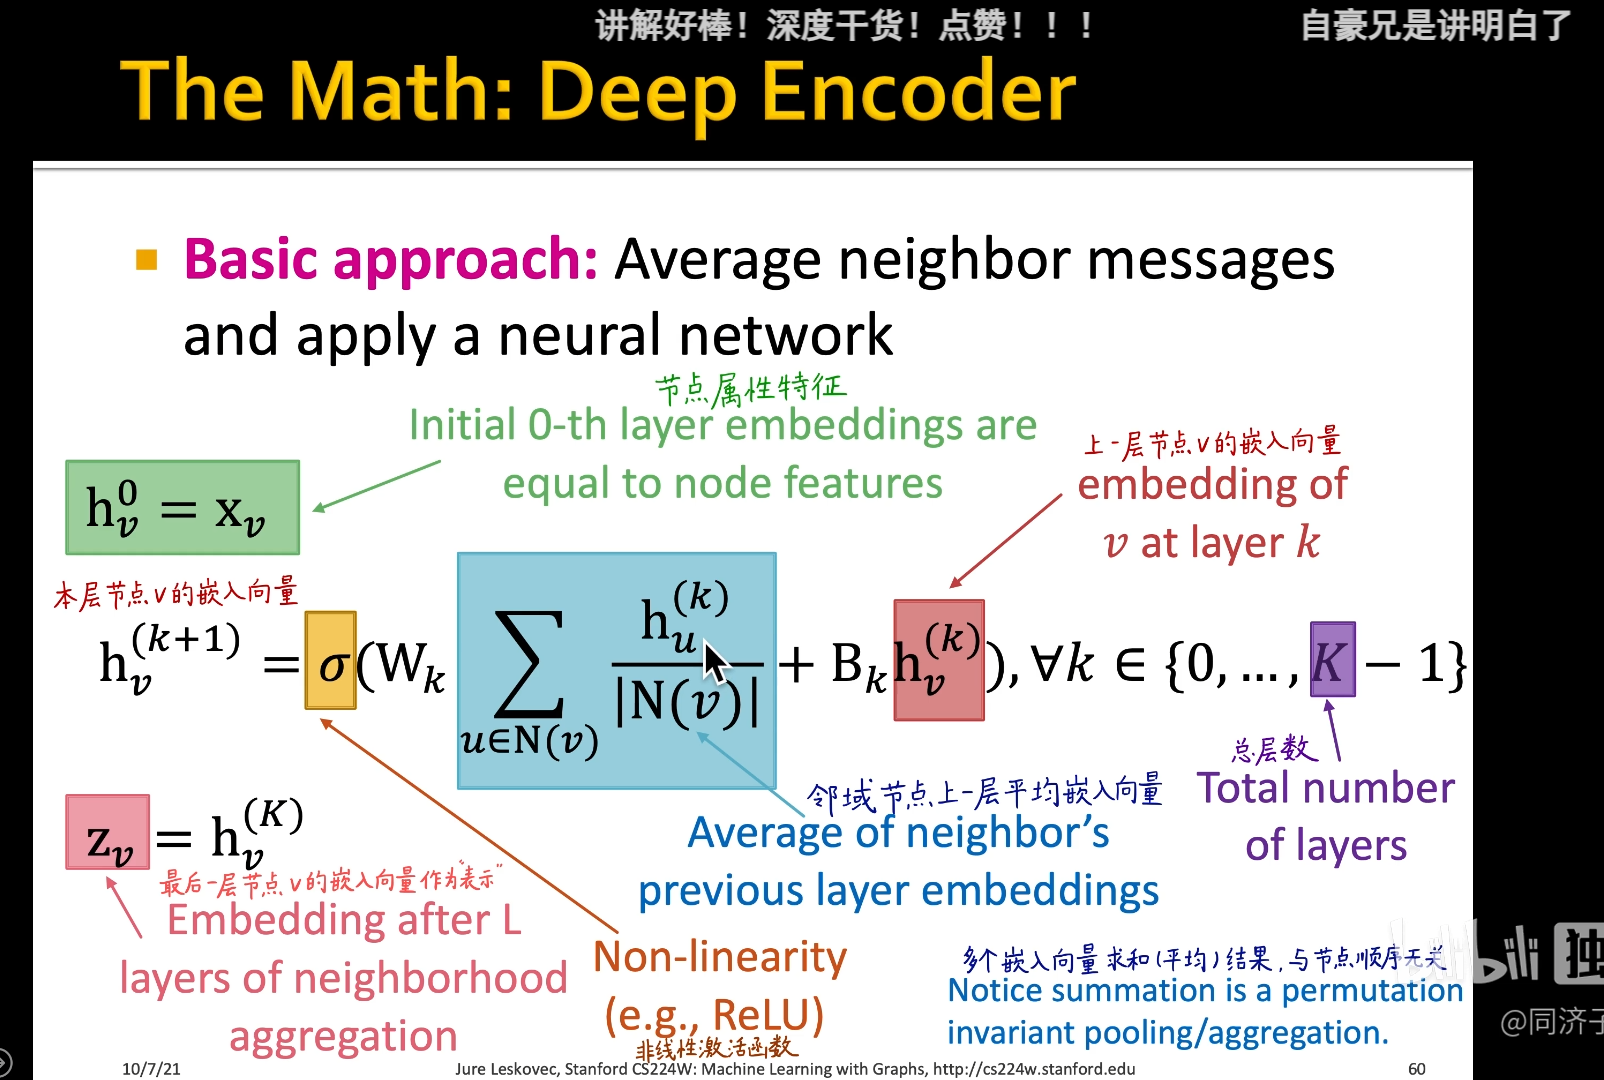 讲解好棒！深度干货！点赞！！！ 自豪兄是讲明白了
The Math: Deep Encoder
Basic approach: Average neighbor messages
and apply a neural network
节点属性特征
Initial 0-th layer embeddings are
equal to node features
上一层节点v的嵌入向量
embedding of
v at layer k
h_v^0 = x_v
本层节点v的嵌入向量
h_v^{(k+1)} = σ(W_k ∑_{u∈N(v)} h_u^{(k)} / |N(v)| + B_k h_v^{(k)}), ∀k ∈ {0, …, K − 1}
总层数
Total number
of layers
邻域节点上一层平均嵌入向量
Average of neighbor's
previous layer embeddings
z_v = h_v^{(K)}
最后一层节点v的嵌入向量作为"表示"
Embedding after L
layers of neighborhood
aggregation
Non-linearity
(e.g., ReLU)
非线性激活函数
多个嵌入向量求和(平均)结果,与节点顺序无关
Notice summation is a permutation
invariant pooling/aggregation.
bilibili 独
@同济子
10/7/21 Jure Leskovec, Stanford CS224W: Machine Learning with Graphs, http://cs224w.stanford.edu 60